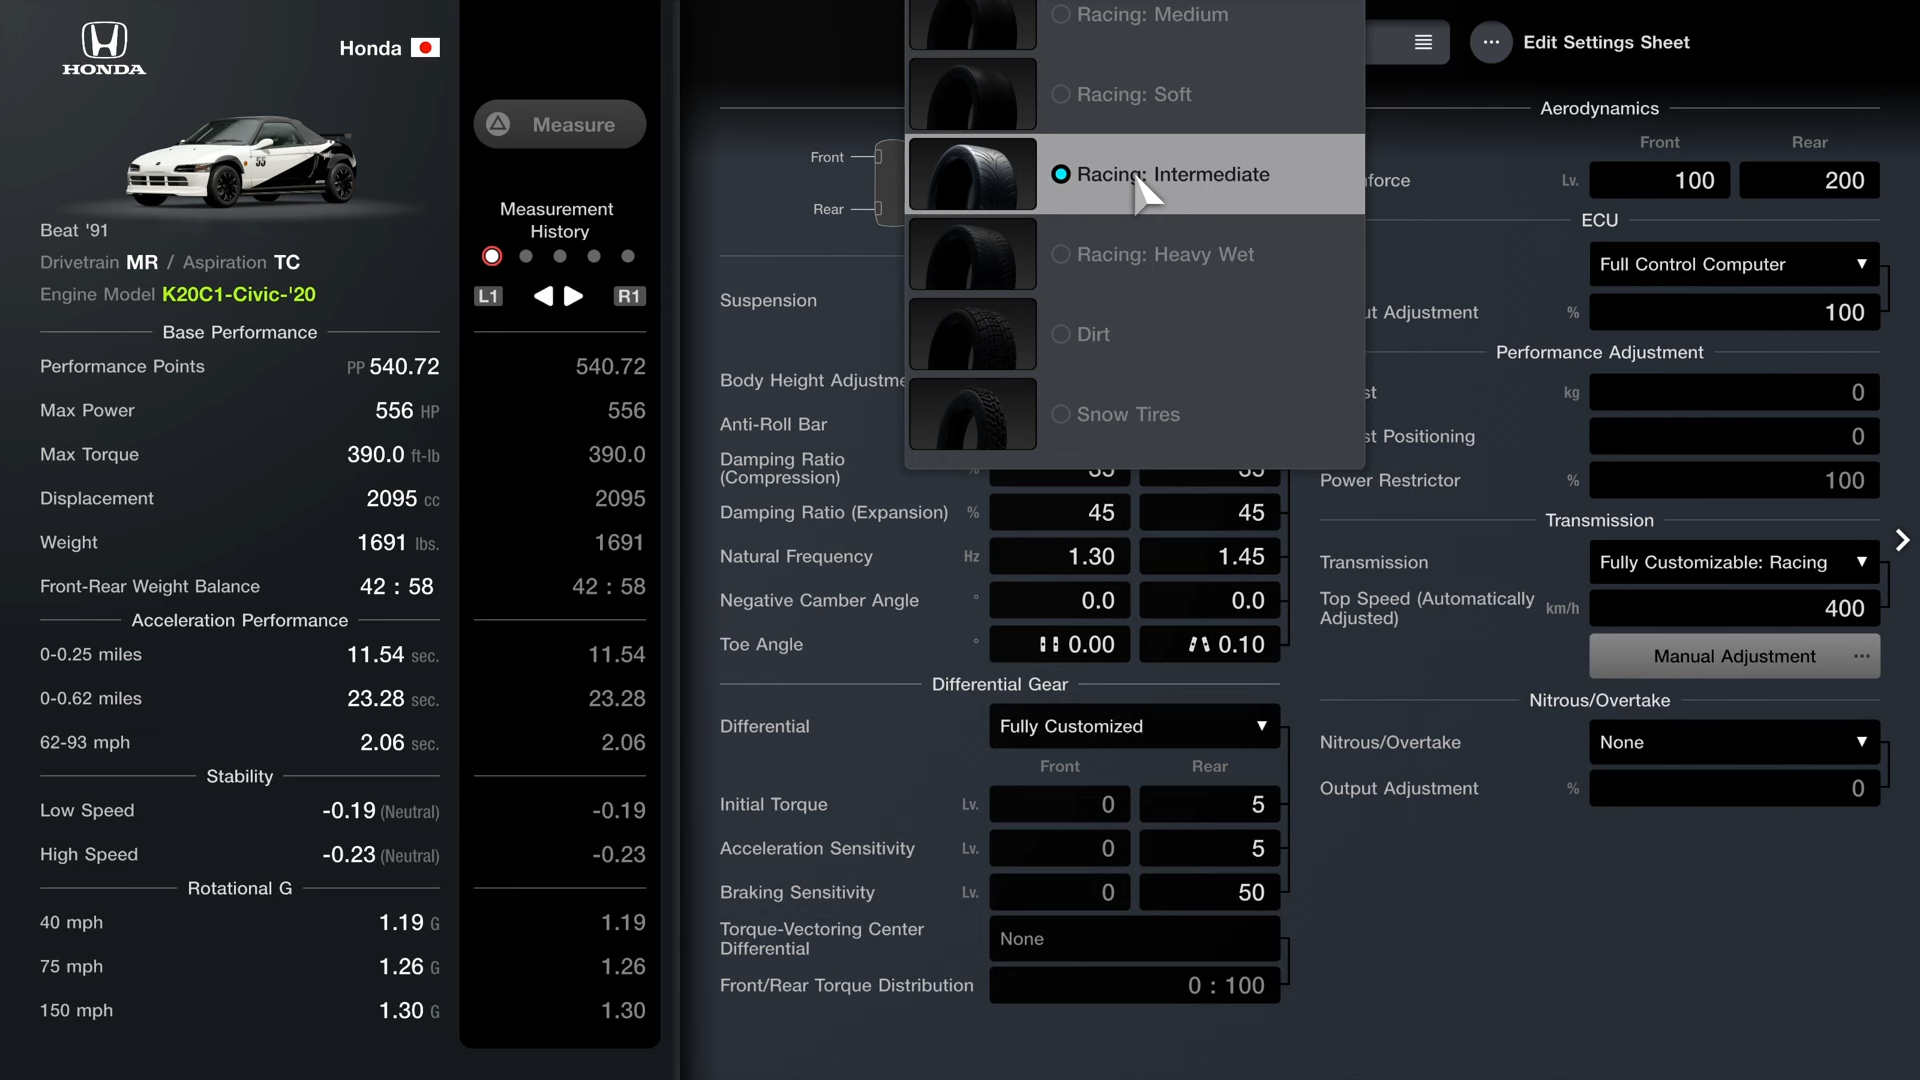 HONDA
Honda
55
Beat '91
Drivetrain MR / Aspiration TC
Engine Model K20C1-Civic-'20
Base Performance
Performance Points PP 540.72
Max Power 556 HP
Max Torque 390.0 ft-lb
Displacement 2095 cc
Weight 1691 lbs.
Front-Rear Weight Balance 42 : 58
Acceleration Performance
0-0.25 miles 11.54 sec.
0-0.62 miles 23.28 sec.
62-93 mph 2.06 sec.
Stability
Low Speed -0.19 (Neutral)
High Speed -0.23 (Neutral)
Rotational G
40 mph 1.19 G
75 mph 1.26 G
150 mph 1.30 G
Measure
Measurement
History
L1 R1
540.72
556
390.0
2095
1691
42 : 58
11.54
23.28
2.06
-0.19
-0.23
1.19
1.26
1.30
Racing: Medium
Racing: Soft
Racing: Intermediate
Racing: Heavy Wet
Dirt
Snow Tires
Front
Rear
Suspension
Body Height Adjustme
Anti-Roll Bar
Damping Ratio
(Compression)
Damping Ratio (Expansion) % 45 45
Natural Frequency Hz 1.30 1.45
Negative Camber Angle ° 0.0 0.0
Toe Angle ° 0.00 0.10
Differential Gear
Differential Fully Customized
Front Rear
Initial Torque Lv. 0 5
Acceleration Sensitivity Lv. 0 5
Braking Sensitivity Lv. 0 50
Torque-Vectoring Center
Differential None
Front/Rear Torque Distribution 0 : 100
Edit Settings Sheet
Aerodynamics
Front Rear
force Lv. 100 200
ECU
Full Control Computer
ut Adjustment % 100
Performance Adjustment
st kg 0
st Positioning 0
Power Restrictor % 100
Transmission
Transmission Fully Customizable: Racing
Top Speed (Automatically
Adjusted) km/h 400
Manual Adjustment
Nitrous/Overtake
Nitrous/Overtake None
Output Adjustment % 0